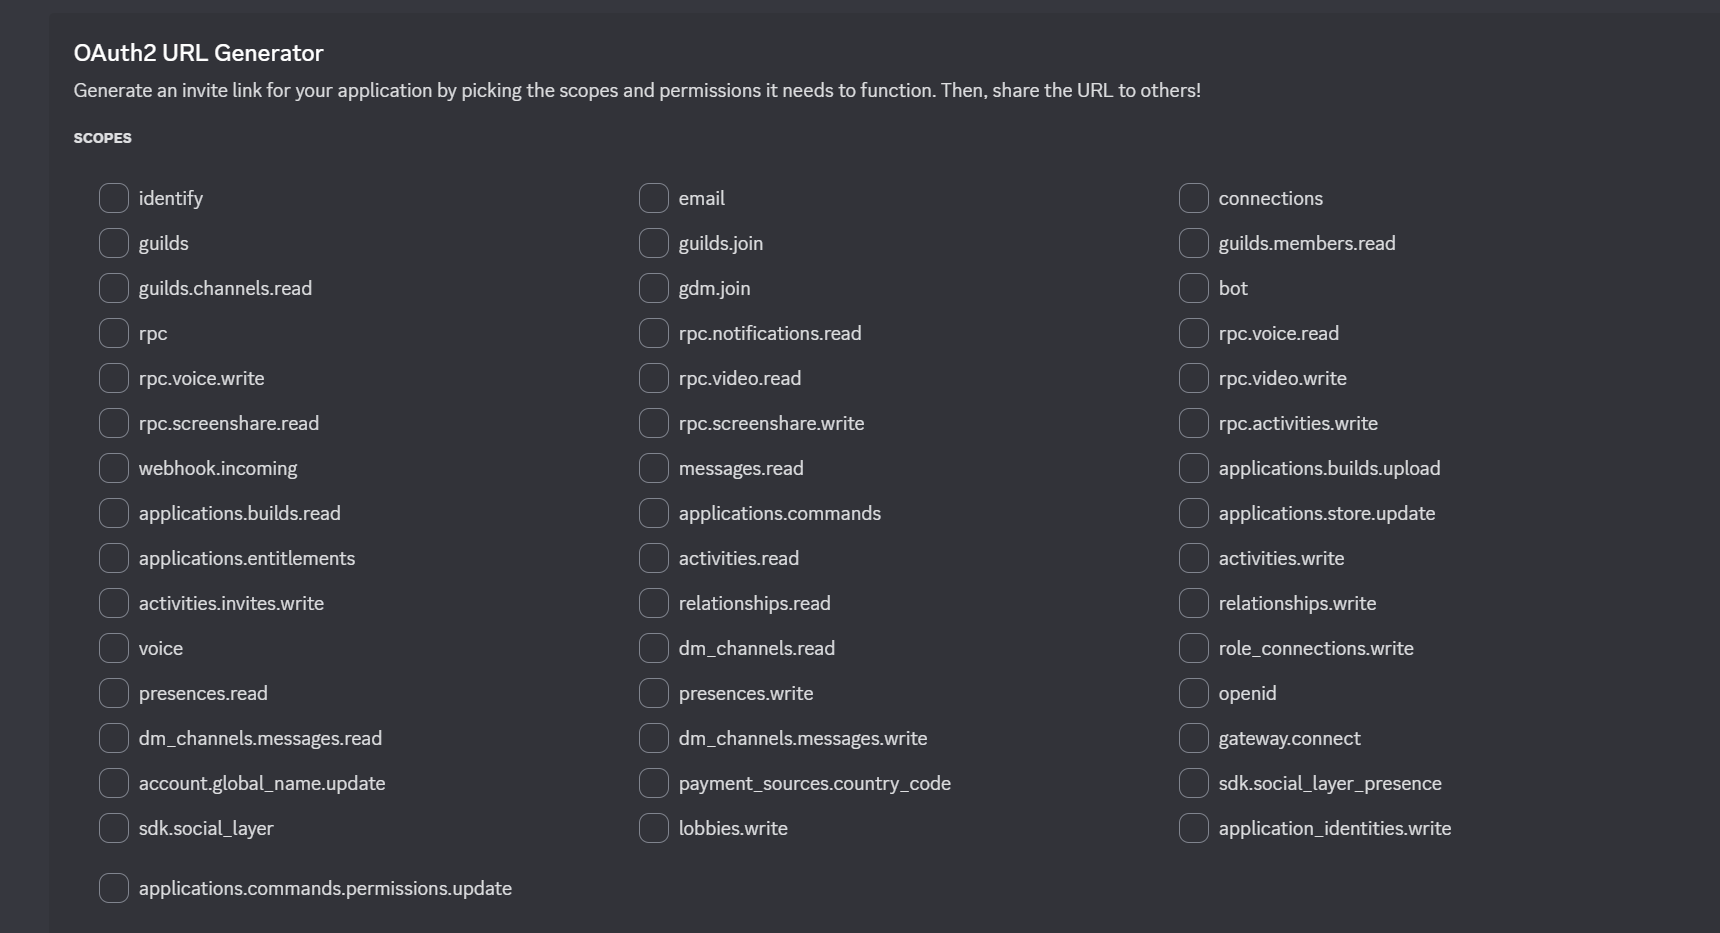 OAuth2 URL Generator
Generate an invite link for your application by picking the scopes and permissions it needs to function. Then, share the URL to others!
SCOPES
identify email connections
guilds guilds.join guilds.members.read
guilds.channels.read gdm.join bot
rpc rpc.notifications.read rpc.voice.read
rpc.voice.write rpc.video.read rpc.video.write
rpc.screenshare.read rpc.screenshare.write rpc.activities.write
webhook.incoming messages.read applications.builds.upload
applications.builds.read applications.commands applications.store.update
applications.entitlements activities.read activities.write
activities.invites.write relationships.read relationships.write
voice dm_channels.read role_connections.write
presences.read presences.write openid
dm_channels.messages.read dm_channels.messages.write gateway.connect
account.global_name.update payment_sources.country_code sdk.social_layer_presence
sdk.social_layer lobbies.write application_identities.write
applications.commands.permissions.update